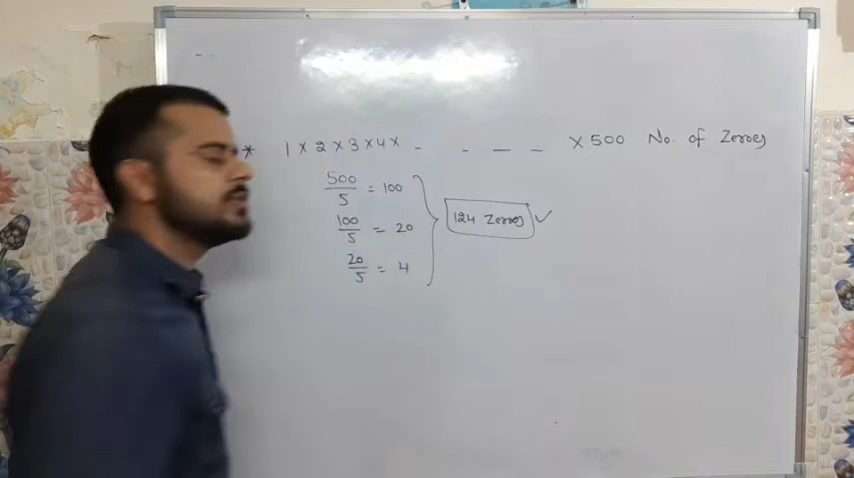 * 1 x 2 x 3 x 4 x - - — — x 500 No. of Zeroes
500/5 = 100
100/5 = 20
20/5 = 4
124 Zeroes ✓